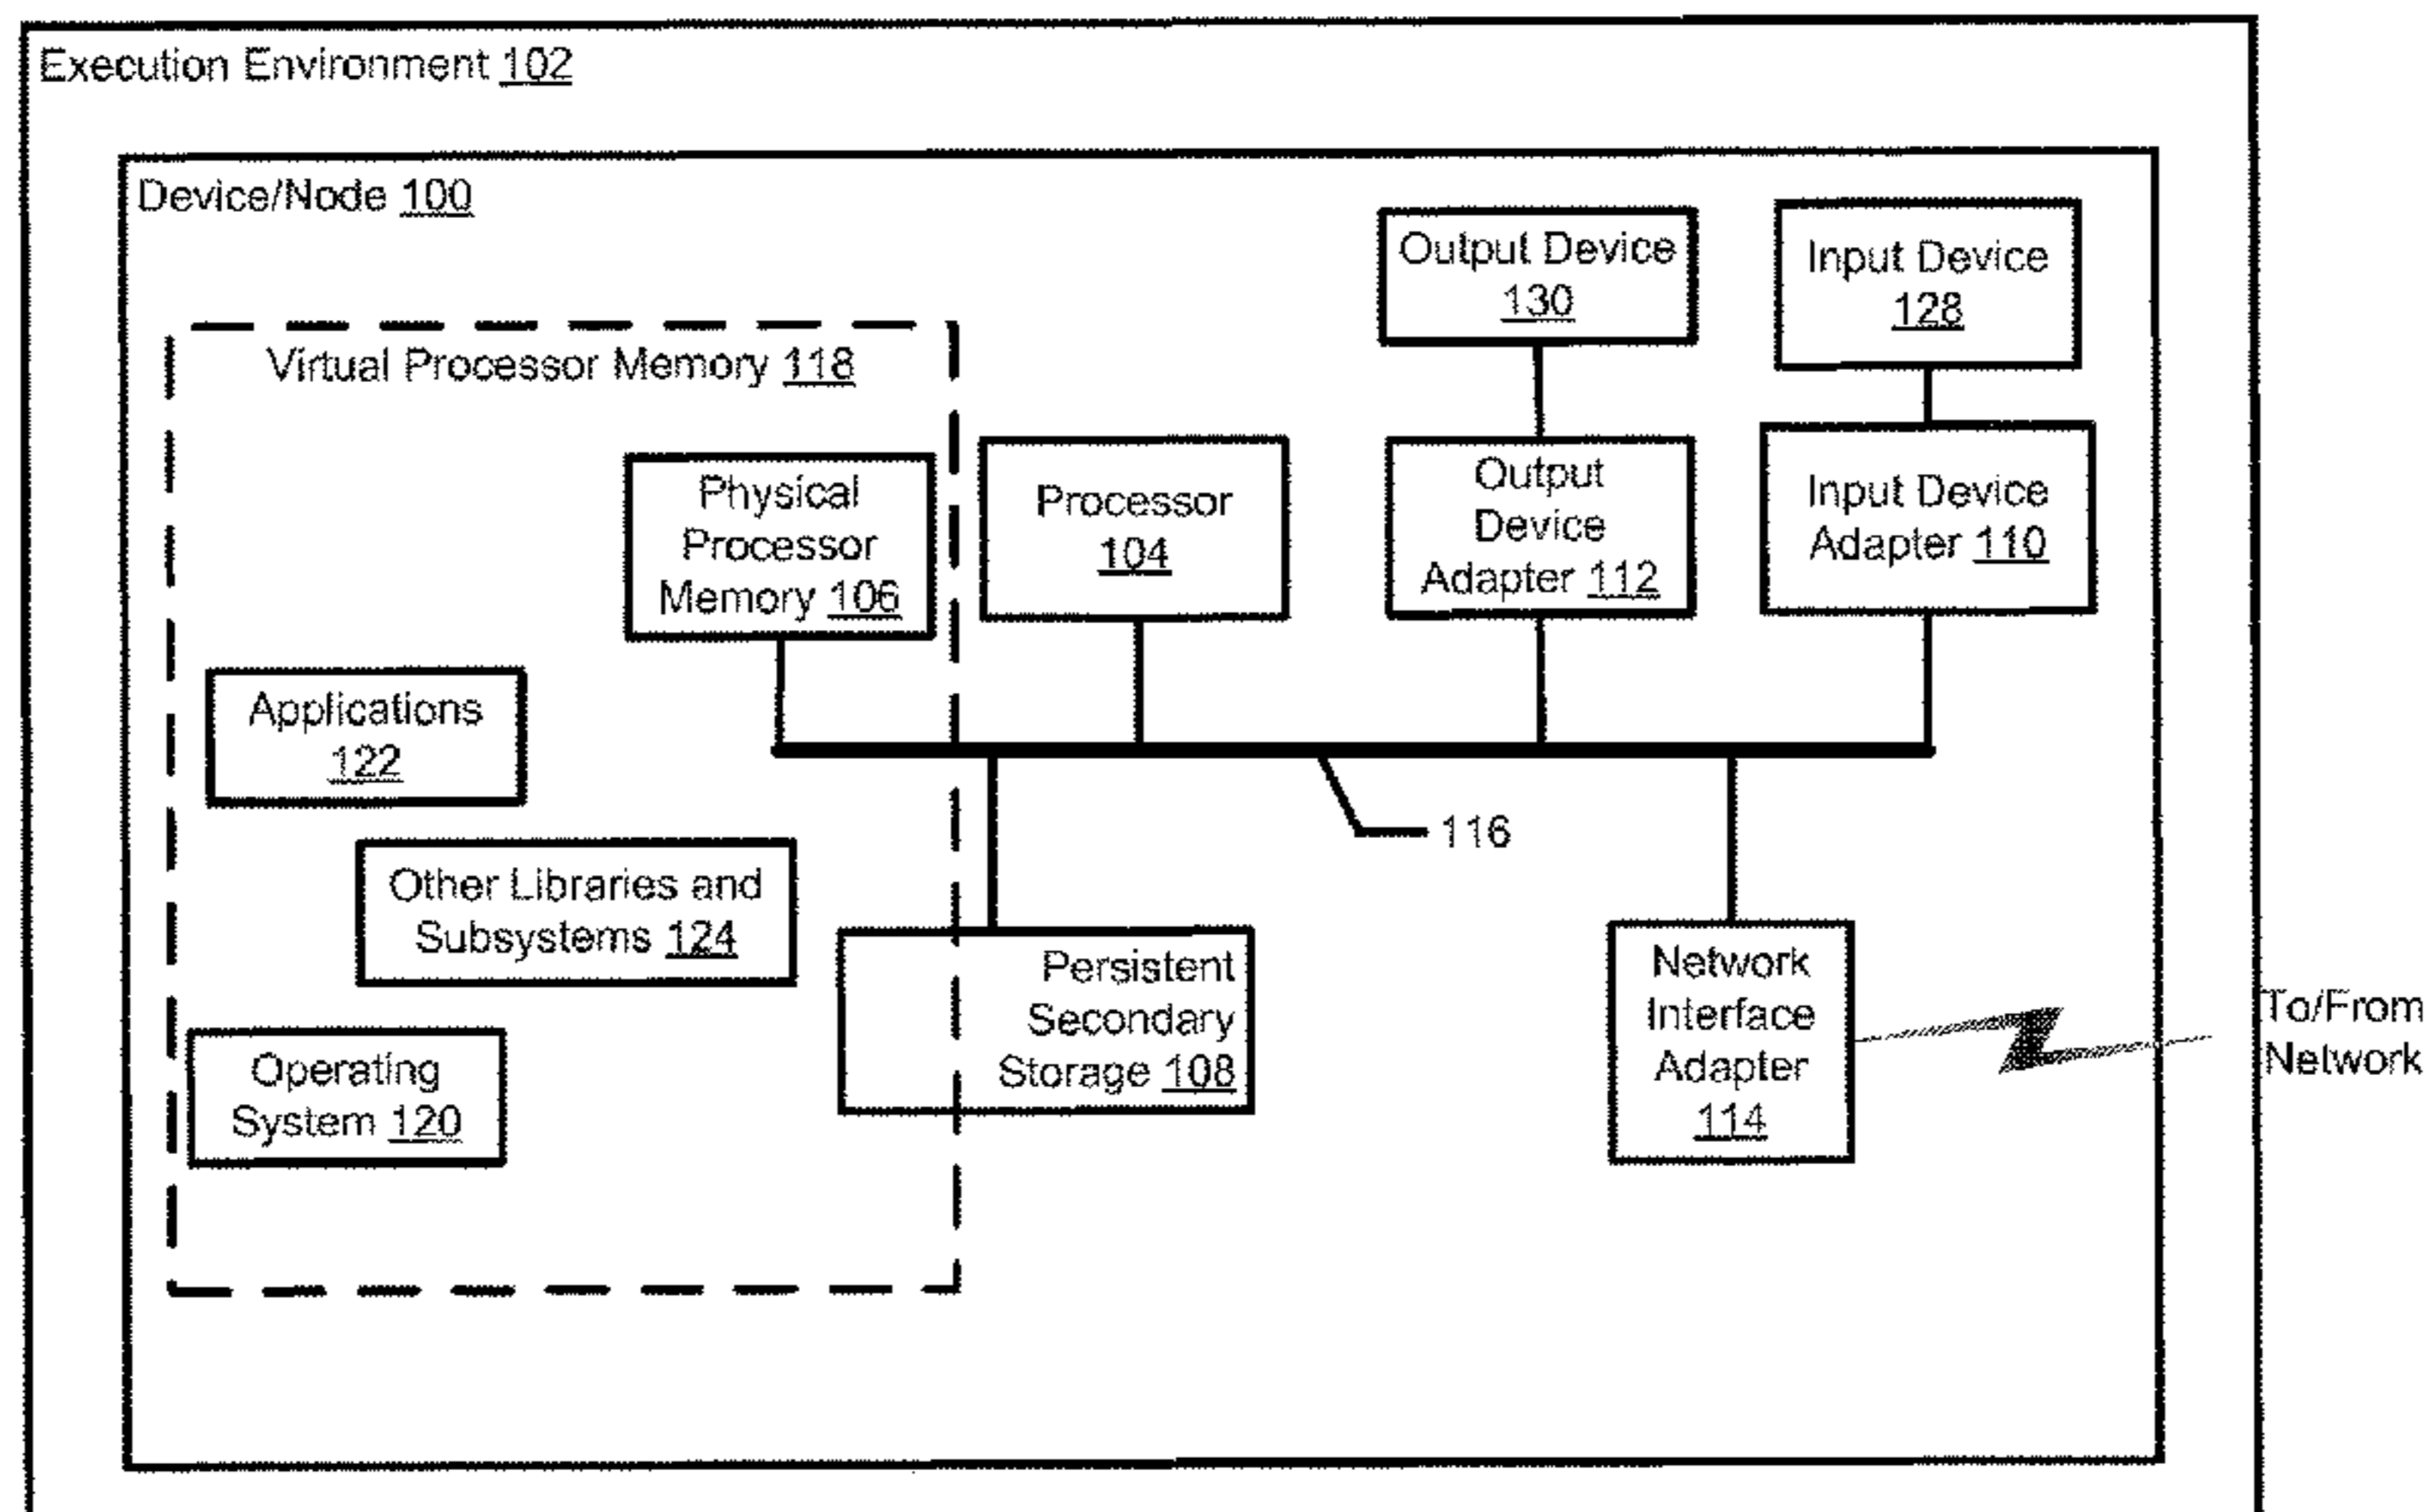 Execution Environment 102
Device/Node 100
Output Device
130
Input Device
128
Virtual Processor Memory 118
Physical
Processor
Memory 106
Processor
104
Output
Device
Adapter 112
Input Device
Adapter 110
Applications
122
116
Other Libraries and
Subsystems 124
Persistent
Secondary
Storage 108
Network
Interface
Adapter
114
To/From
Network
Operating
System 120